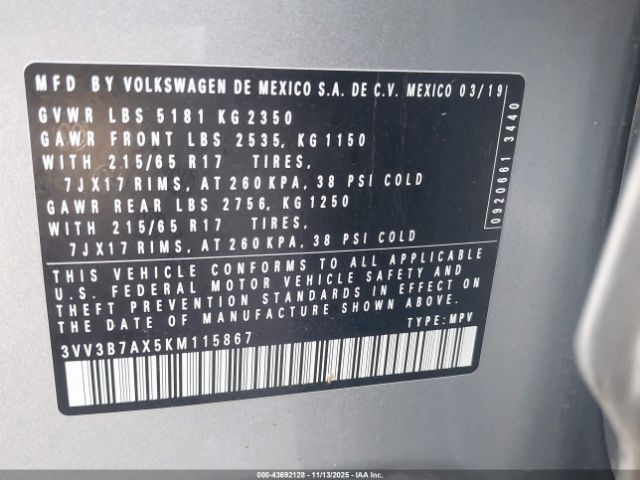 MFD BY VOLKSWAGEN DE MEXICO S.A. DE C.V. MEXICO 03/19
GVWR LBS 5181 KG 2350
GAWR FRONT LBS 2535, KG 1150
WITH 215/65 R17 TIRES,
7JX17 RIMS, AT 260 KPA, 38 PSI COLD
GAWR REAR LBS 2756, KG 1250
WITH 215/65 R17 TIRES,
7JX17 RIMS, AT 260 KPA, 38 PSI COLD
0920661 3440
THIS VEHICLE CONFORMS TO ALL APPLICABLE
U.S. FEDERAL MOTOR VEHICLE SAFETY AND
THEFT PREVENTION STANDARDS IN EFFECT ON
THE DATE OF MANUFACTURE SHOWN ABOVE.
3VV3B7AX5KM115867 TYPE: MPV
000-43692128 - 11/13/2025 - IAA Inc.